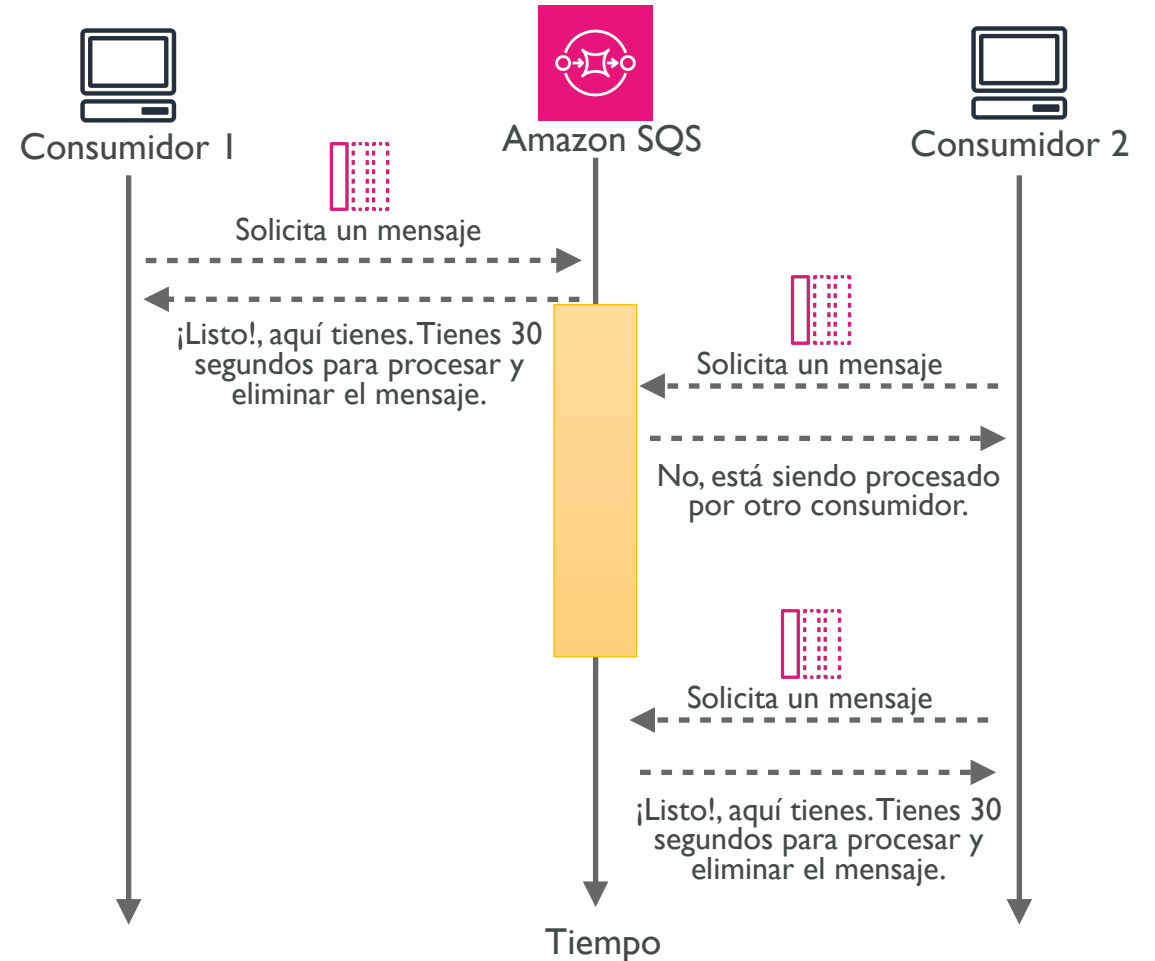 Consumidor 1
Amazon SQS
Consumidor 2
Solicita un mensaje
¡Listo!, aquí tienes. Tienes 30
segundos para procesar y
eliminar el mensaje.
Solicita un mensaje
No, está siendo procesado
por otro consumidor.
Solicita un mensaje
¡Listo!, aquí tienes. Tienes 30
segundos para procesar y
eliminar el mensaje.
Tiempo